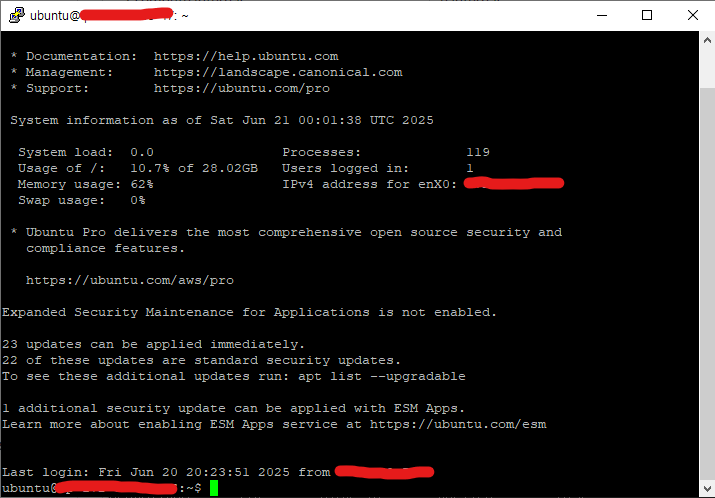 ubuntu@ : ~
* Documentation:  https://help.ubuntu.com
* Management:     https://landscape.canonical.com
* Support:        https://ubuntu.com/pro
System information as of Sat Jun 21 00:01:38 UTC 2025
System load:  0.0                Processes:             119
Usage of /:   10.7% of 28.02GB   Users logged in:       1
Memory usage: 62%                IPv4 address for enX0:
Swap usage:   0%
* Ubuntu Pro delivers the most comprehensive open source security and
compliance features.
https://ubuntu.com/aws/pro
Expanded Security Maintenance for Applications is not enabled.
23 updates can be applied immediately.
22 of these updates are standard security updates.
To see these additional updates run: apt list --upgradable
1 additional security update can be applied with ESM Apps.
Learn more about enabling ESM Apps service at https://ubuntu.com/esm
Last login: Fri Jun 20 20:23:51 2025 from
ubuntu@ :~$